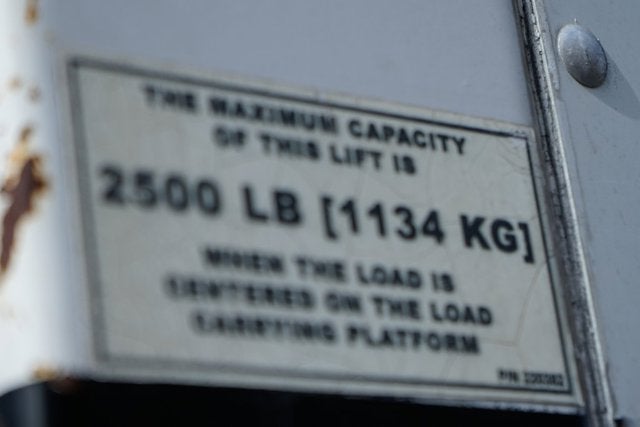 THE MAXIMUM CAPACITY
OF THIS LIFT IS
2500 LB [1134 KG]
WHEN THE LOAD IS
CENTERED ON THE LOAD
CARRYING PLATFORM
P/N